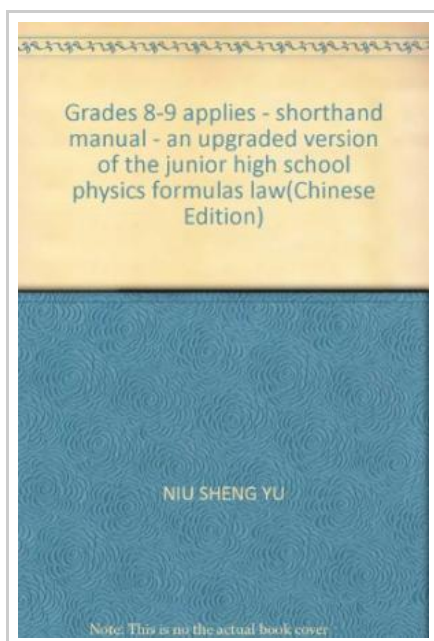 Grades 8-9 applies - shorthand
manual - an upgraded version
of the junior high school
physics formulas law(Chinese
Edition)
NIU SHENG YU
Note: This is no the actual book cover